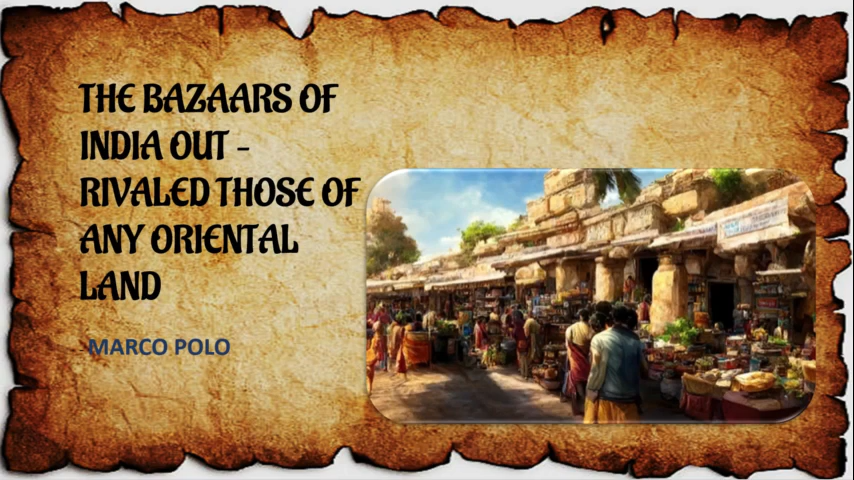 THE BAZAARS OF
INDIA OUT -
RIVALED THOSE OF
ANY ORIENTAL
LAND
-MARCO POLO